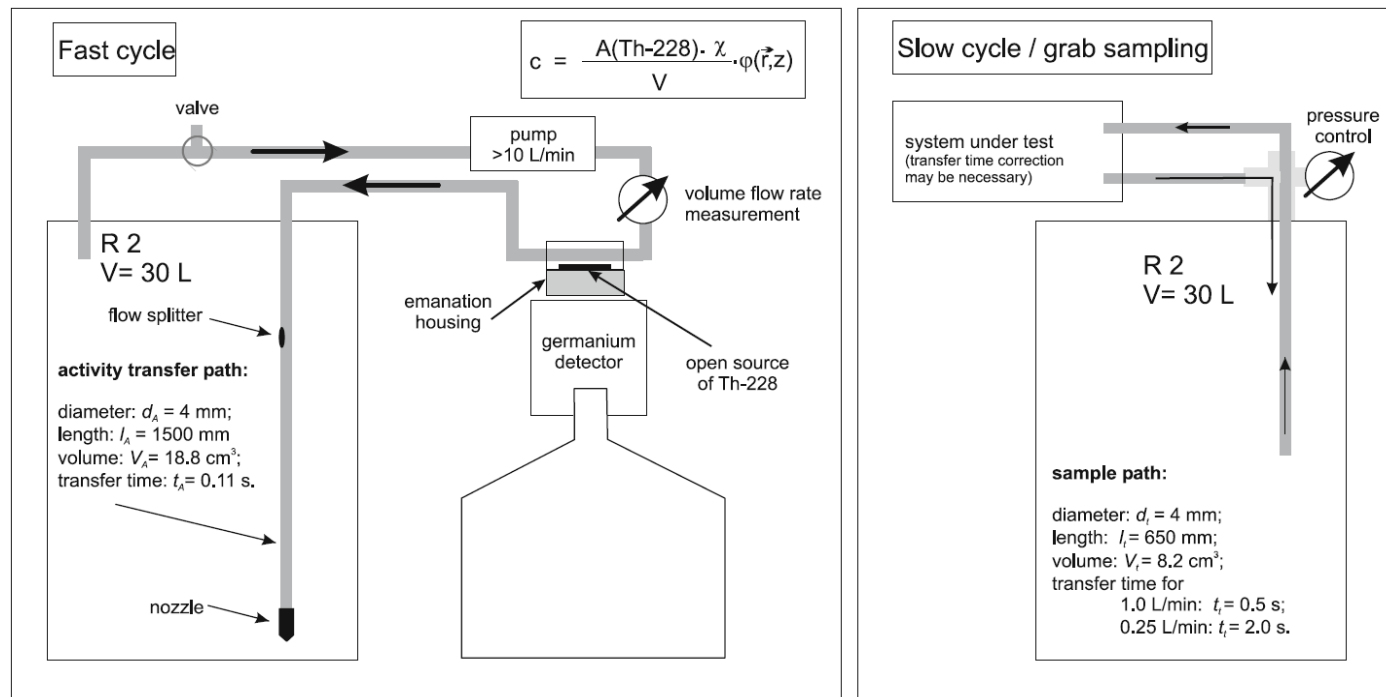 Fast cycle
c = A(Th-228)· χ / V ·φ(r⃗,z)
valve
pump
>10 L/min
volume flow rate
measurement
R 2
V= 30 L
flow splitter
emanation
housing
germanium
detector
open source
of Th-228
activity transfer path:
diameter: d_A = 4 mm;
length: l_A = 1500 mm
volume: V_A = 18.8 cm³;
transfer time: t_A = 0.11 s.
nozzle
Slow cycle / grab sampling
system under test
(transfer time correction
may be necessary)
pressure
control
R 2
V= 30 L
sample path:
diameter: d_t = 4 mm;
length: l_t = 650 mm;
volume: V_t = 8.2 cm³;
transfer time for
1.0 L/min: t_t = 0.5 s;
0.25 L/min: t_t = 2.0 s.